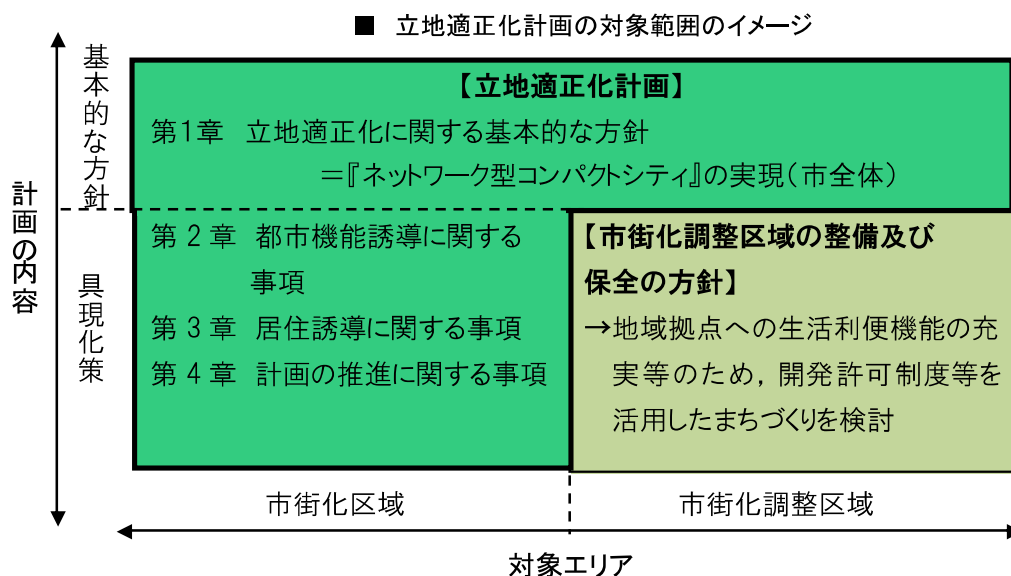 ■ 立地適正化計画の対象範囲のイメージ
計画の内容
基本的な方針
【立地適正化計画】
第1章 立地適正化に関する基本的な方針
＝『ネットワーク型コンパクトシティ』の実現（市全体）
具現化策
第２章 都市機能誘導に関する
事項
第３章 居住誘導に関する事項
第４章 計画の推進に関する事項
【市街化調整区域の整備及び
保全の方針】
→地域拠点への生活利便機能の充
実等のため，開発許可制度等を
活用したまちづくりを検討
市街化区域
市街化調整区域
対象エリア